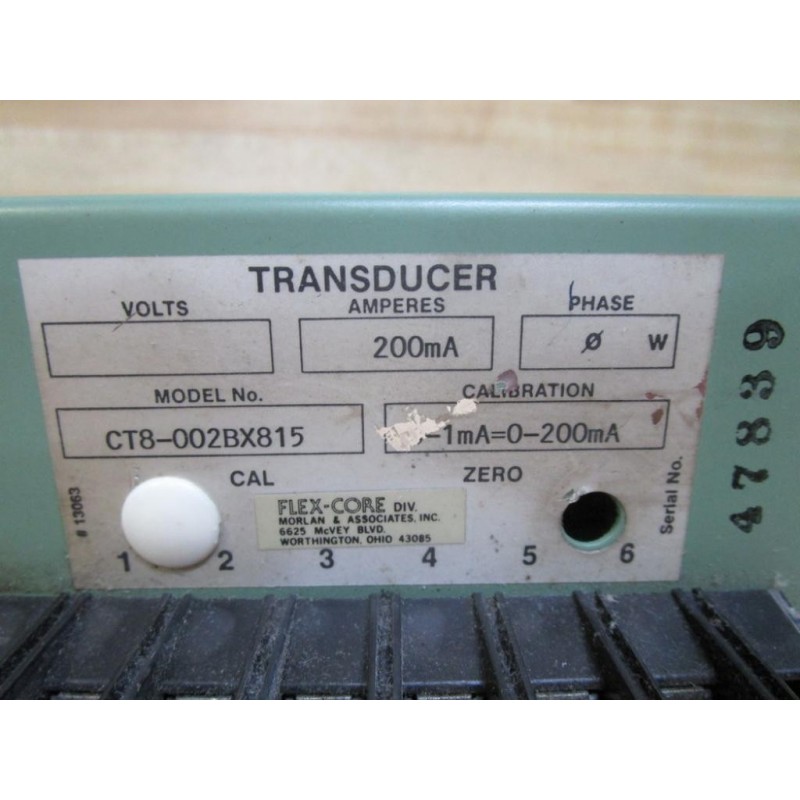 TRANSDUCER
VOLTS
AMPERES
PHASE
200mA
Ø W
MODEL No.
CALIBRATION
CT8-002BX815
-1mA=0-200mA
CAL
ZERO
# 13063
FLEX-CORE DIV.
MORLAN & ASSOCIATES, INC.
6625 McVEY BLVD.
WORTHINGTON, OHIO 43085
1 2 3 4 5 6
Serial No.
47839